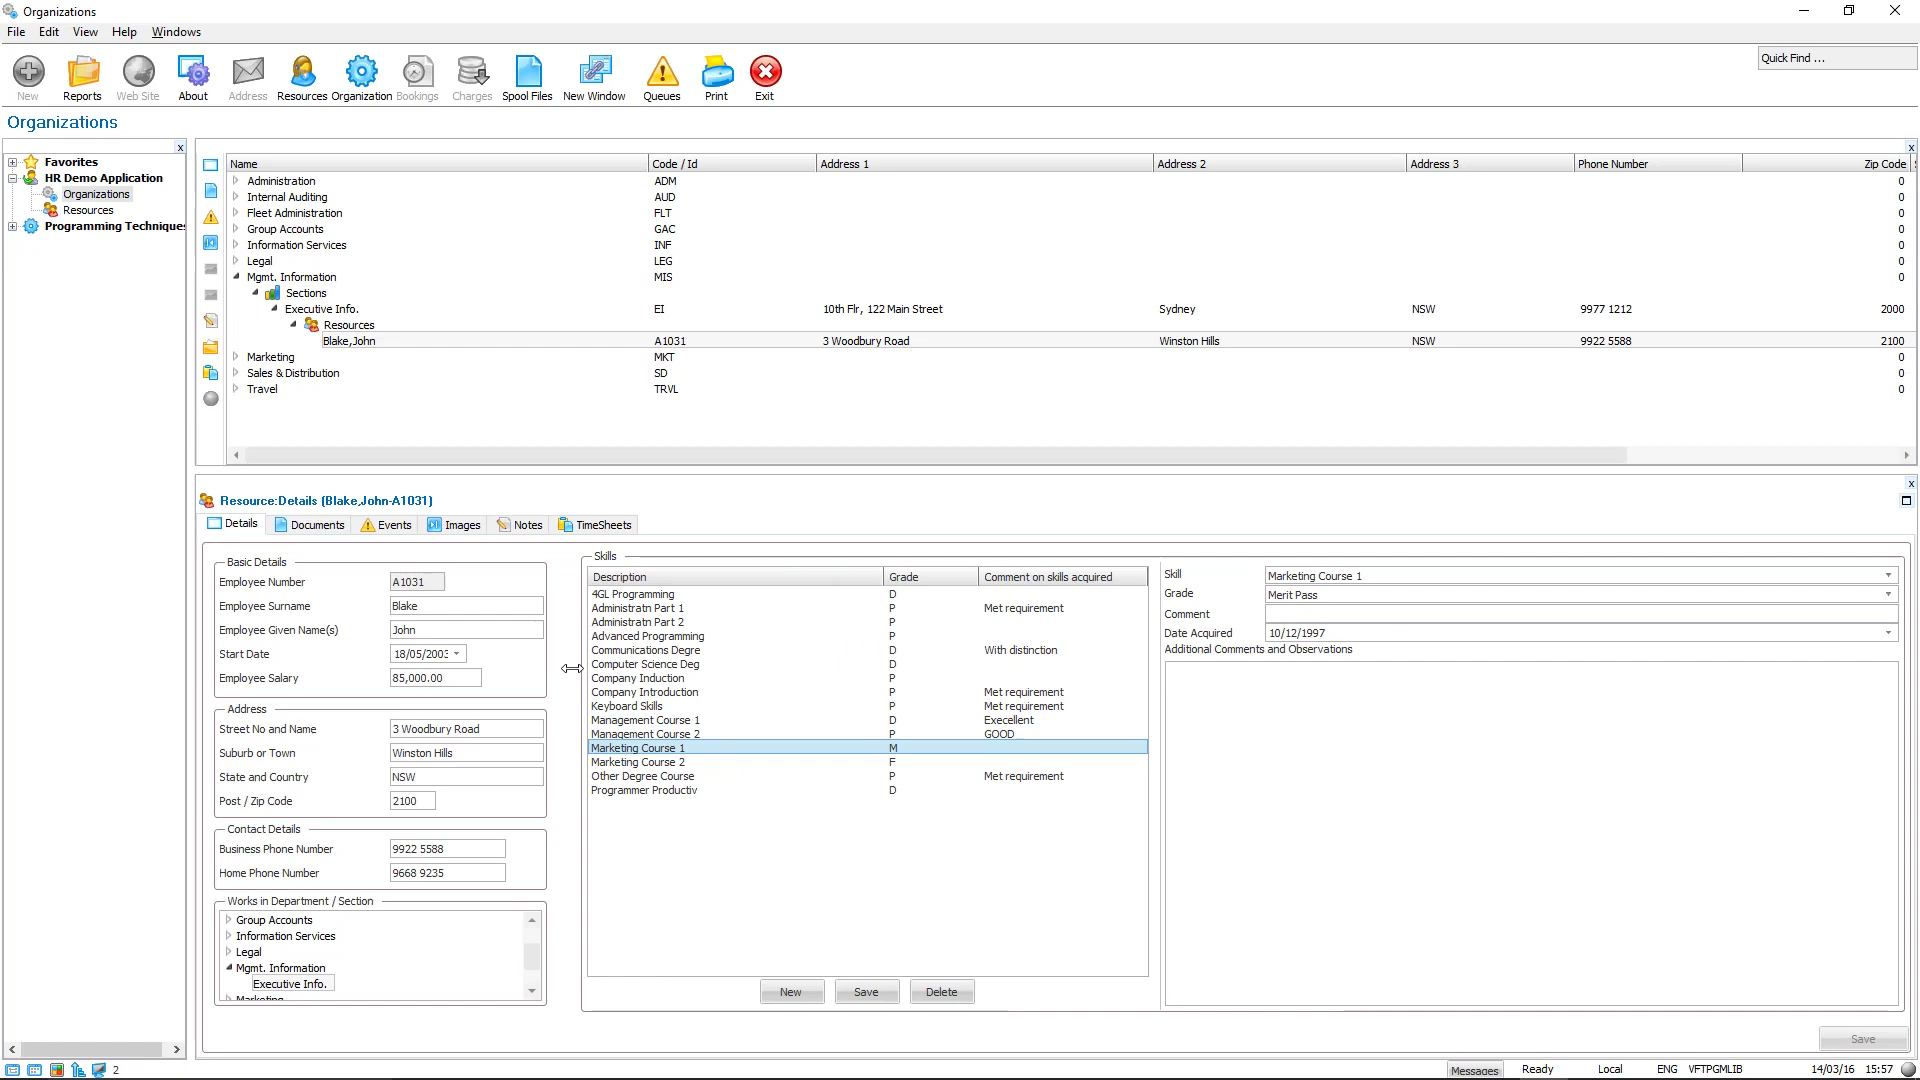 Organizations
File Edit View Help Windows
New Reports Web Site About Address Resources Organization Bookings Charges Spool Files New Window Queues Print Exit
Quick Find ...
Organizations
x
Favorites
HR Demo Application
Organizations
Resources
Programming Techniques
x
Name Code / Id Address 1 Address 2 Address 3 Phone Number Zip Code
Administration ADM 0
Internal Auditing AUD 0
Fleet Administration FLT 0
Group Accounts GAC 0
Information Services INF 0
Legal LEG 0
Mgmt. Information MIS 0
Sections
Executive Info. EI 10th Flr, 122 Main Street Sydney NSW 9977 1212 2000
Resources
Blake,John A1031 3 Woodbury Road Winston Hills NSW 9922 5588 2100
Marketing MKT 0
Sales & Distribution SD 0
Travel TRVL 0
x
Resource:Details (Blake,John-A1031)
Details Documents Events Images Notes TimeSheets
Basic Details
Employee Number A1031
Employee Surname Blake
Employee Given Name(s) John
Start Date 18/05/2003
Employee Salary 85,000.00
Address
Street No and Name 3 Woodbury Road
Suburb or Town Winston Hills
State and Country NSW
Post / Zip Code 2100
Contact Details
Business Phone Number 9922 5588
Home Phone Number 9668 9235
Works in Department / Section
Group Accounts
Information Services
Legal
Mgmt. Information
Executive Info.
Marketing
Skills
Description Grade Comment on skills acquired
4GL Programming D
Administratn Part 1 P Met requirement
Administratn Part 2 P
Advanced Programming P
Communications Degre D With distinction
Computer Science Deg D
Company Induction P
Company Introduction P Met requirement
Keyboard Skills P Met requirement
Management Course 1 D Execellent
Management Course 2 P GOOD
Marketing Course 1 M
Marketing Course 2 F
Other Degree Course P Met requirement
Programmer Productiv D
New Save Delete
Skill Marketing Course 1
Grade Merit Pass
Comment
Date Acquired 10/12/1997
Additional Comments and Observations
Save
2 Messages Ready Local ENG VFTPGMLIB 14/03/16 15:57